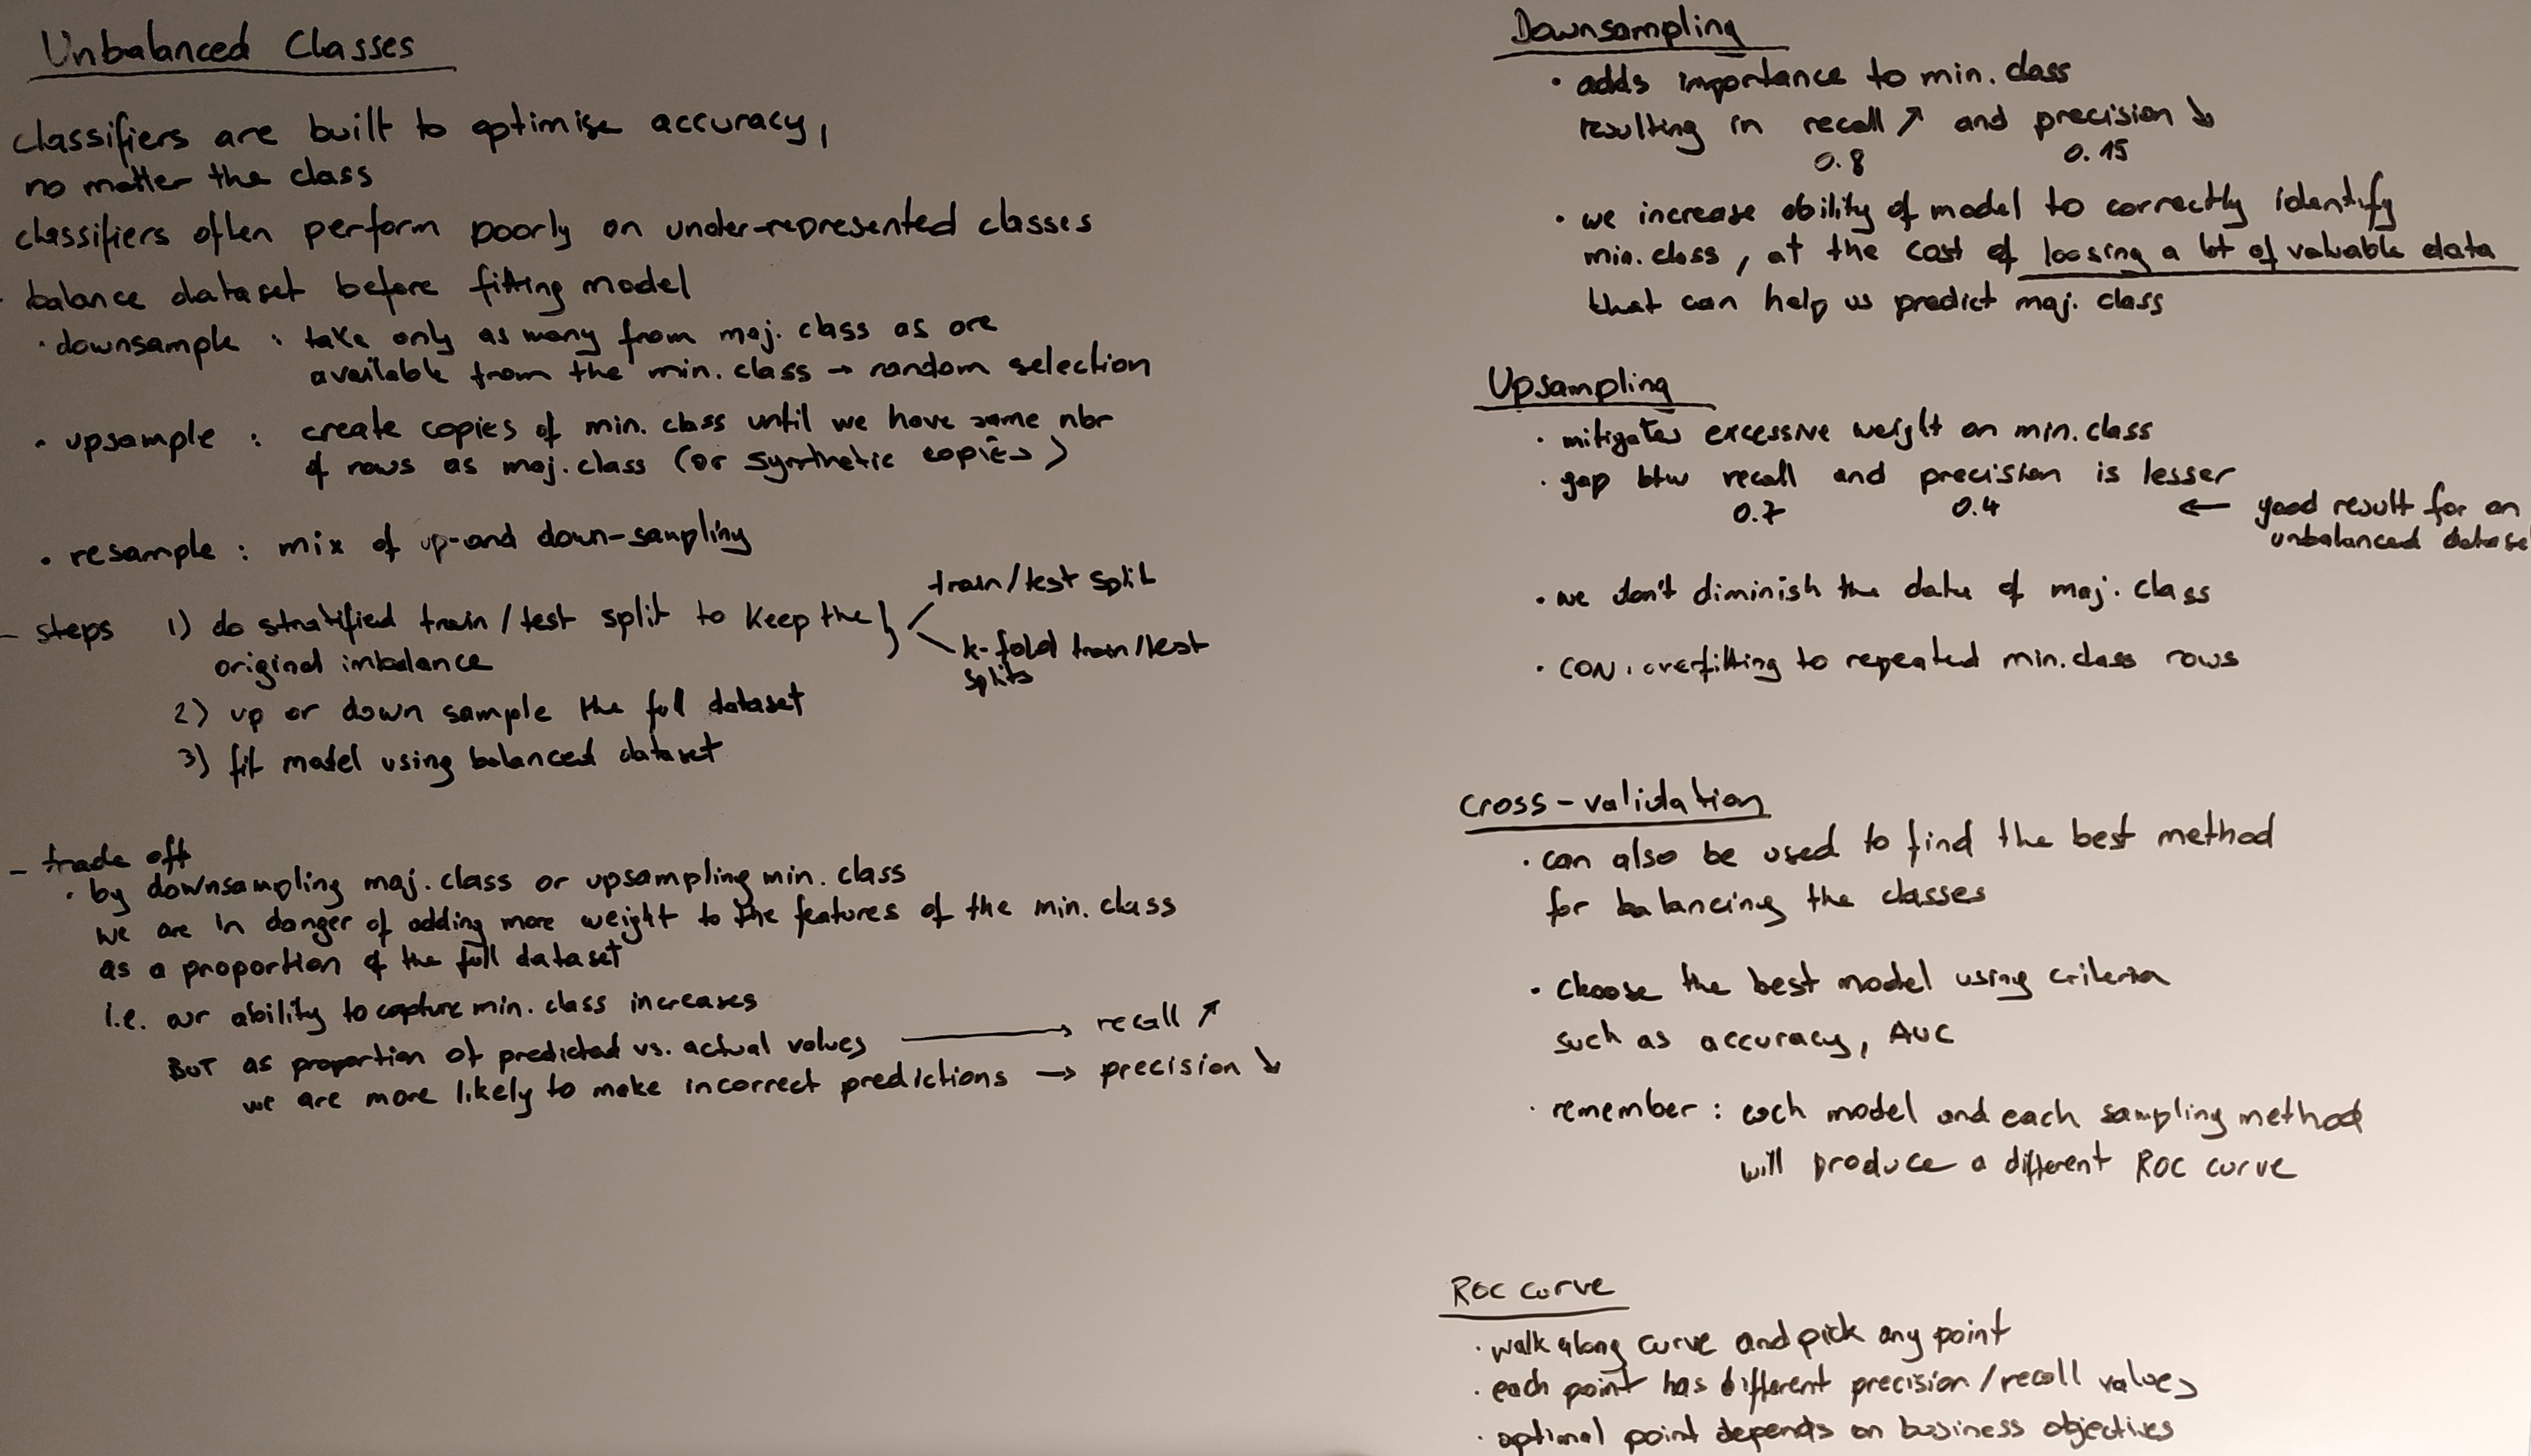 Unbalanced Classes
classifiers are built to optimise accuracy,
no matter the class
classifiers often perform poorly on under-represented classes
balance dataset before fitting model
· downsample : take only as many from maj. class as are
available from the min. class → random selection
· upsample : create copies of min. class until we have same nbr
of rows as maj. class (or synthetic copies)
· resample : mix of up-and down-sampling
- steps 1) do stratified train/test split to keep the
original imbalance
train/test split
k-fold train/test
splits
2) up or down sample the full dataset
3) fit model using balanced dataset
- trade off
· by downsampling maj. class or upsampling min. class
we are in danger of adding more weight to the features of the min. class
as a proportion of the full dataset
i.e. our ability to capture min. class increases
BUT as proportion of predicted vs. actual values → recall ↗
we are more likely to make incorrect predictions → precision ↘
Downsampling
· adds importance to min. class
resulting in recall ↗ and precision ↘
0.8 0.15
· we increase ability of model to correctly identify
min. class, at the cost of loosing a lot of valuable data
that can help us predict maj. class
Upsampling
· mitigates excessive weight on min. class
· gap btw recall and precision is lesser
0.7 0.4 ← good result for an
unbalanced datase
· we don't diminish the data of maj. class
· CON: overfitting to repeated min. class rows
Cross-validation
· can also be used to find the best method
for balancing the classes
· choose the best model using criteria
such as accuracy, AUC
· remember : each model and each sampling method
will produce a different ROC curve
ROC curve
· walk along curve and pick any point
· each point has different precision/recall values
· optional point depends on business objectives